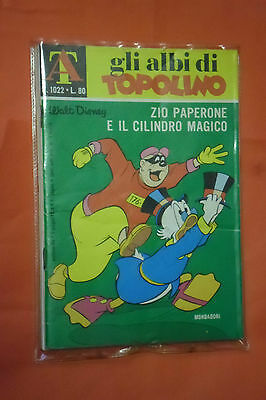 AT
gli albi di
TOPOLINO
1022 • L. 80
Walt Disney
ZIO PAPERONE
E IL CILINDRO MAGICO
176
MONDADORI